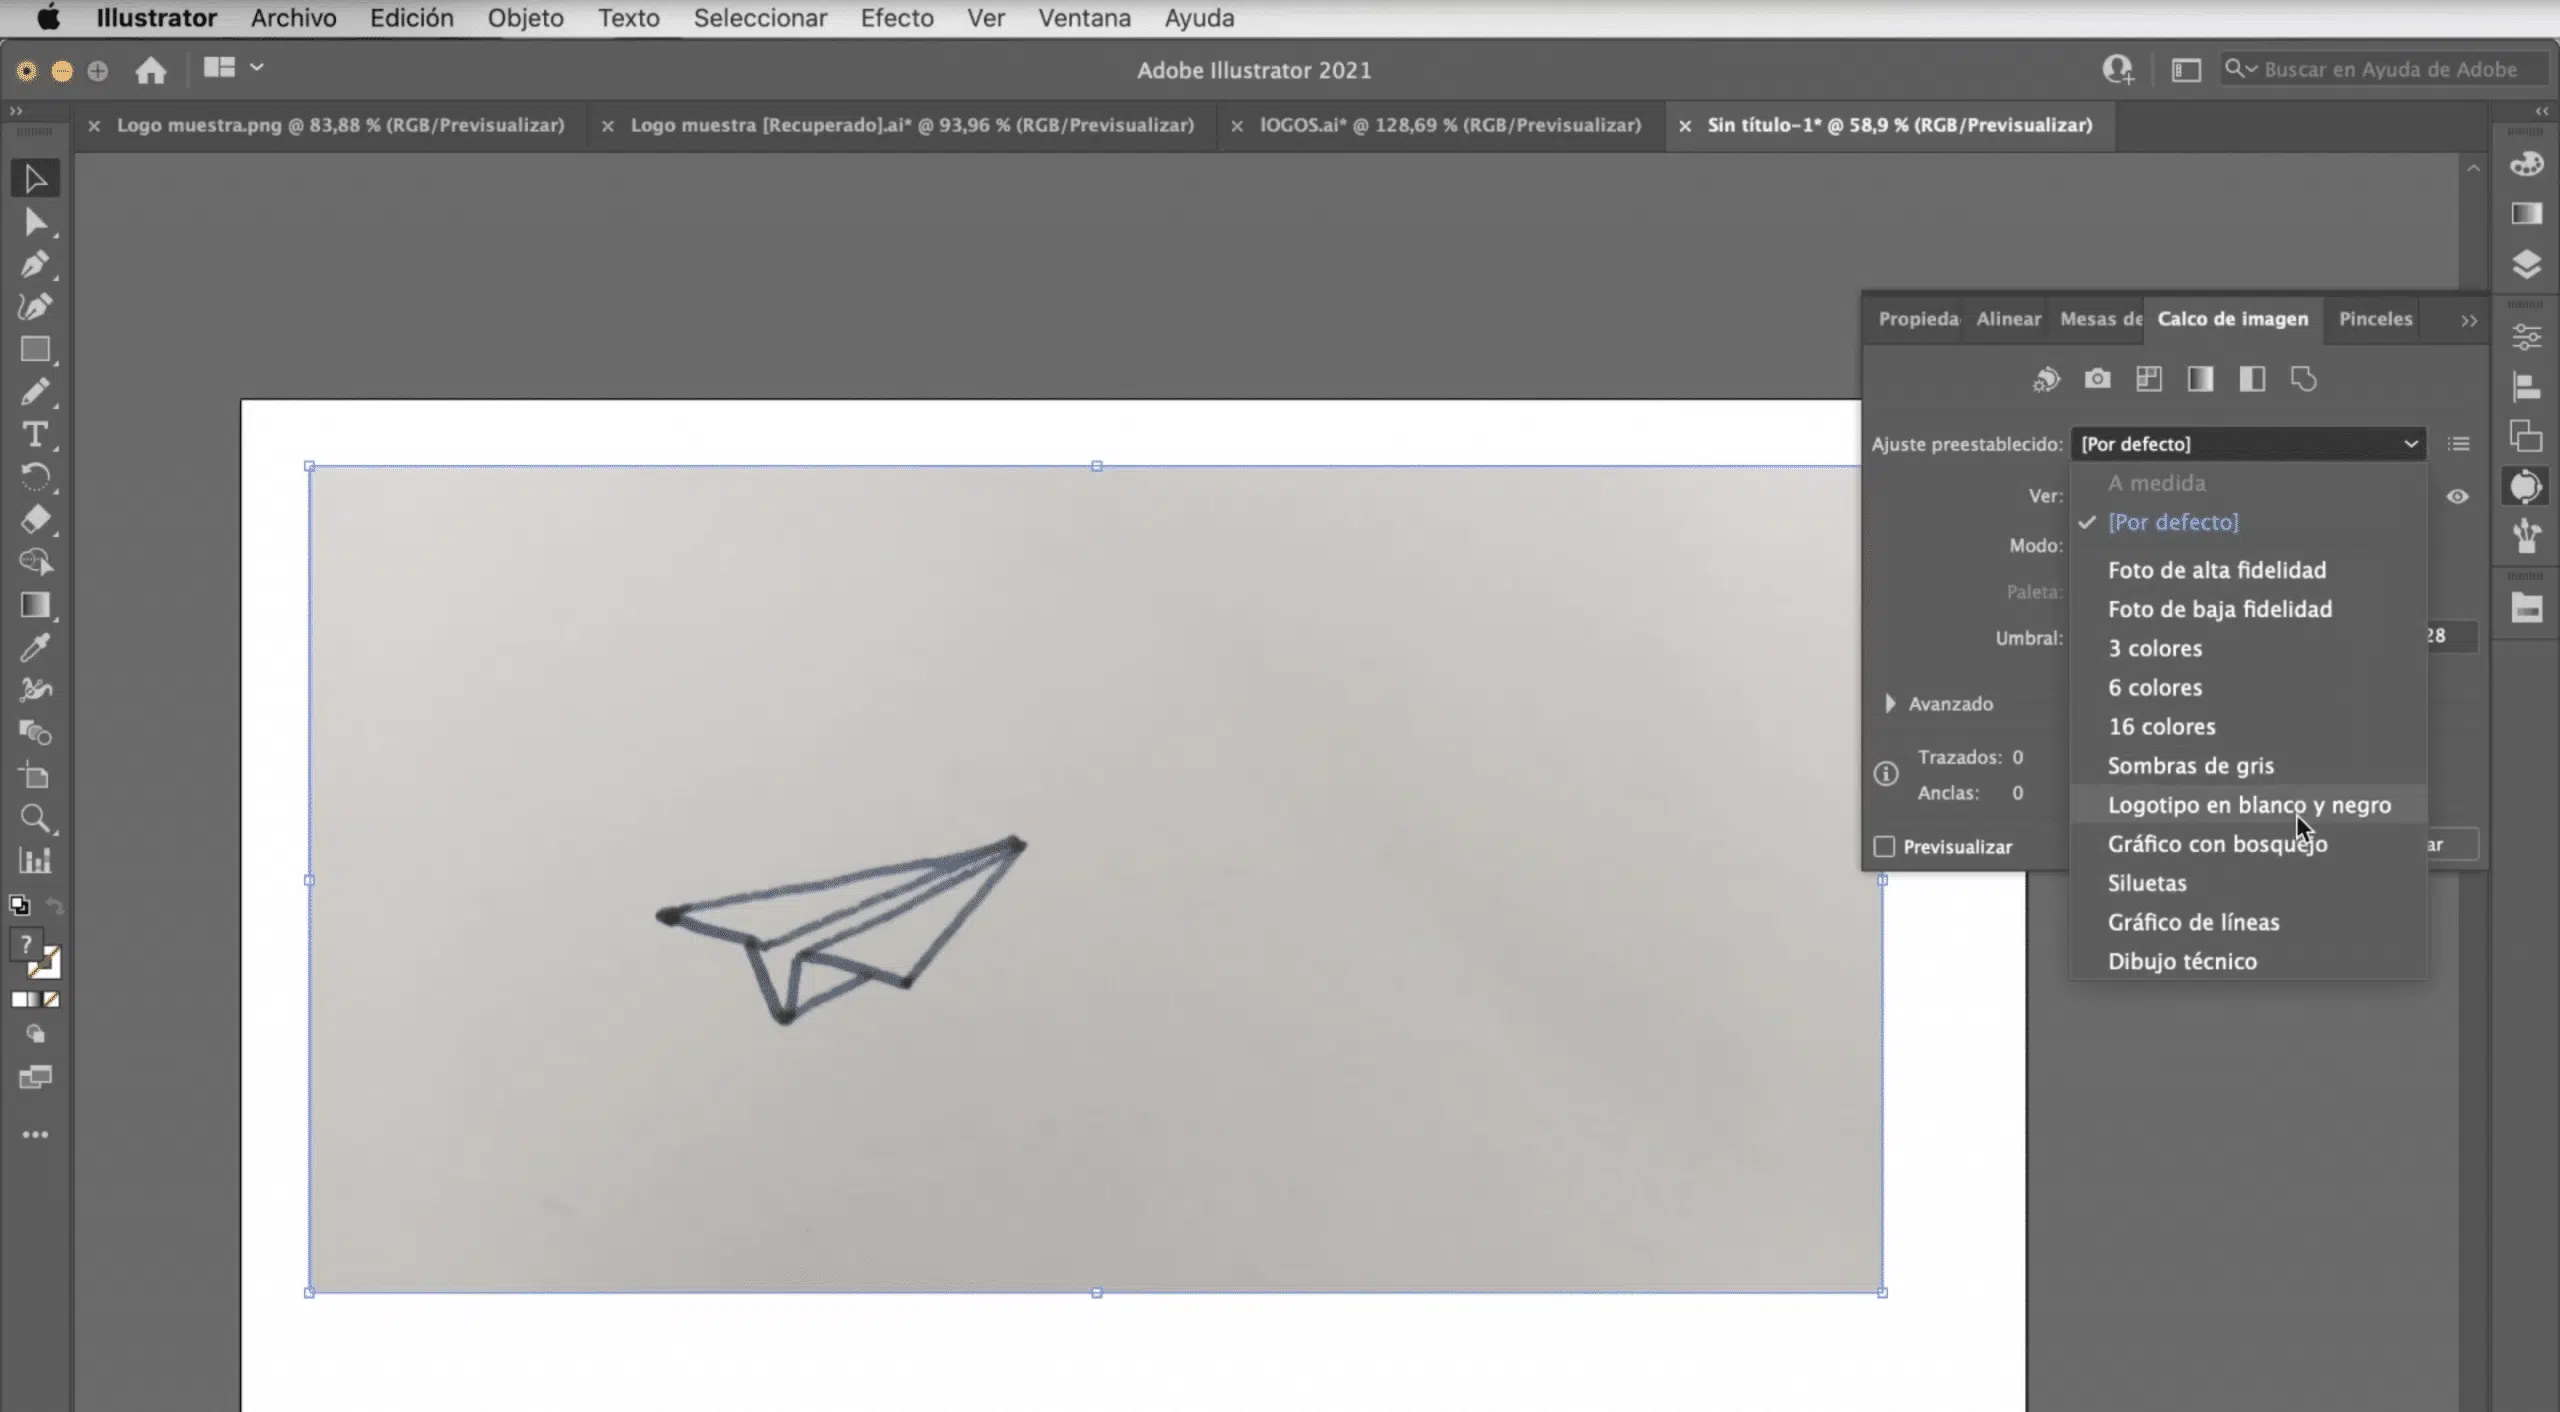 Illustrator Archivo Edición Objeto Texto Seleccionar Efecto Ver Ventana Ayuda
Adobe Illustrator 2021
Buscar en Ayuda de Adobe
Logo muestra.png @ 83,88 % (RGB/Previsualizar)
Logo muestra [Recuperado].ai* @ 93,96 % (RGB/Previsualizar)
lOGOS.ai* @ 128,69 % (RGB/Previsualizar)
Sin título-1* @ 58,9 % (RGB/Previsualizar)
Propieda Alinear Mesas de Calco de imagen Pinceles
Ajuste preestablecido: [Por defecto]
A medida
Ver:
[Por defecto]
Modo:
Foto de alta fidelidad
Paleta:
Foto de baja fidelidad
Umbral:
28
3 colores
6 colores
Avanzado
16 colores
Trazados: 0
Sombras de gris
Anclas: 0
Logotipo en blanco y negro
Previsualizar
Gráfico con bosquejo
ar
Siluetas
Gráfico de líneas
Dibujo técnico
?